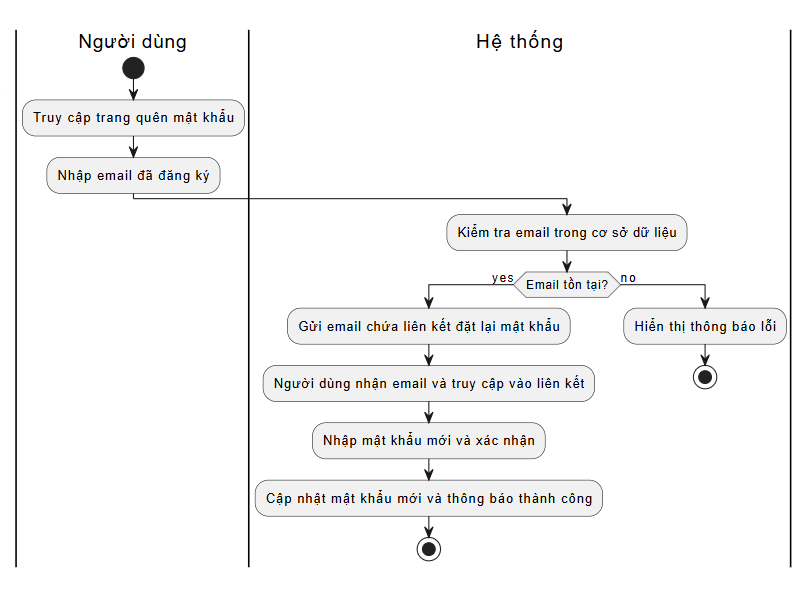 Người dùng
Hệ thống
Truy cập trang quên mật khẩu
Nhập email đã đăng ký
Kiểm tra email trong cơ sở dữ liệu
yes
Email tồn tại?
no
Gửi email chứa liên kết đặt lại mật khẩu
Hiển thị thông báo lỗi
Người dùng nhận email và truy cập vào liên kết
Nhập mật khẩu mới và xác nhận
Cập nhật mật khẩu mới và thông báo thành công